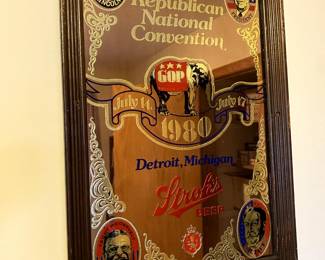 Republican
National
Convention
GOP
July 14, July 17
1980
Detroit, Michigan
Stroh's
BEER